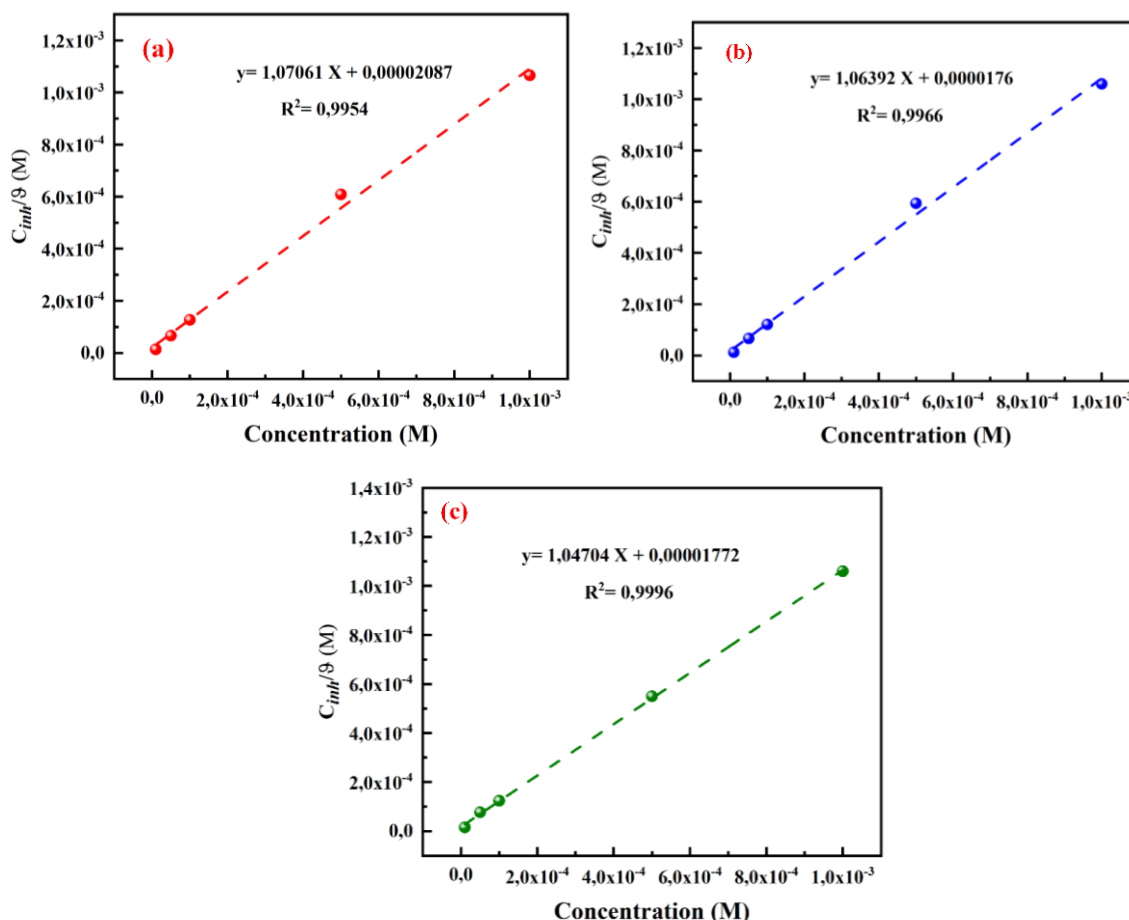 (a)
y= 1,07061 X + 0,00002087
R²= 0,9954
1,2x10⁻³
1,0x10⁻³
8,0x10⁻⁴
6,0x10⁻⁴
4,0x10⁻⁴
2,0x10⁻⁴
0,0
C_inh/ϑ (M)
0,0 2,0x10⁻⁴ 4,0x10⁻⁴ 6,0x10⁻⁴ 8,0x10⁻⁴ 1,0x10⁻³
Concentration (M)
(b)
y= 1,06392 X + 0,0000176
R²= 0,9966
1,2x10⁻³
1,0x10⁻³
8,0x10⁻⁴
6,0x10⁻⁴
4,0x10⁻⁴
2,0x10⁻⁴
0,0
C_inh/ϑ (M)
0,0 2,0x10⁻⁴ 4,0x10⁻⁴ 6,0x10⁻⁴ 8,0x10⁻⁴ 1,0x10⁻³
Concentration (M)
(c)
y= 1,04704 X + 0,00001772
R²= 0,9996
1,4x10⁻³
1,2x10⁻³
1,0x10⁻³
8,0x10⁻⁴
6,0x10⁻⁴
4,0x10⁻⁴
2,0x10⁻⁴
0,0
C_inh/ϑ (M)
0,0 2,0x10⁻⁴ 4,0x10⁻⁴ 6,0x10⁻⁴ 8,0x10⁻⁴ 1,0x10⁻³
Concentration (M)